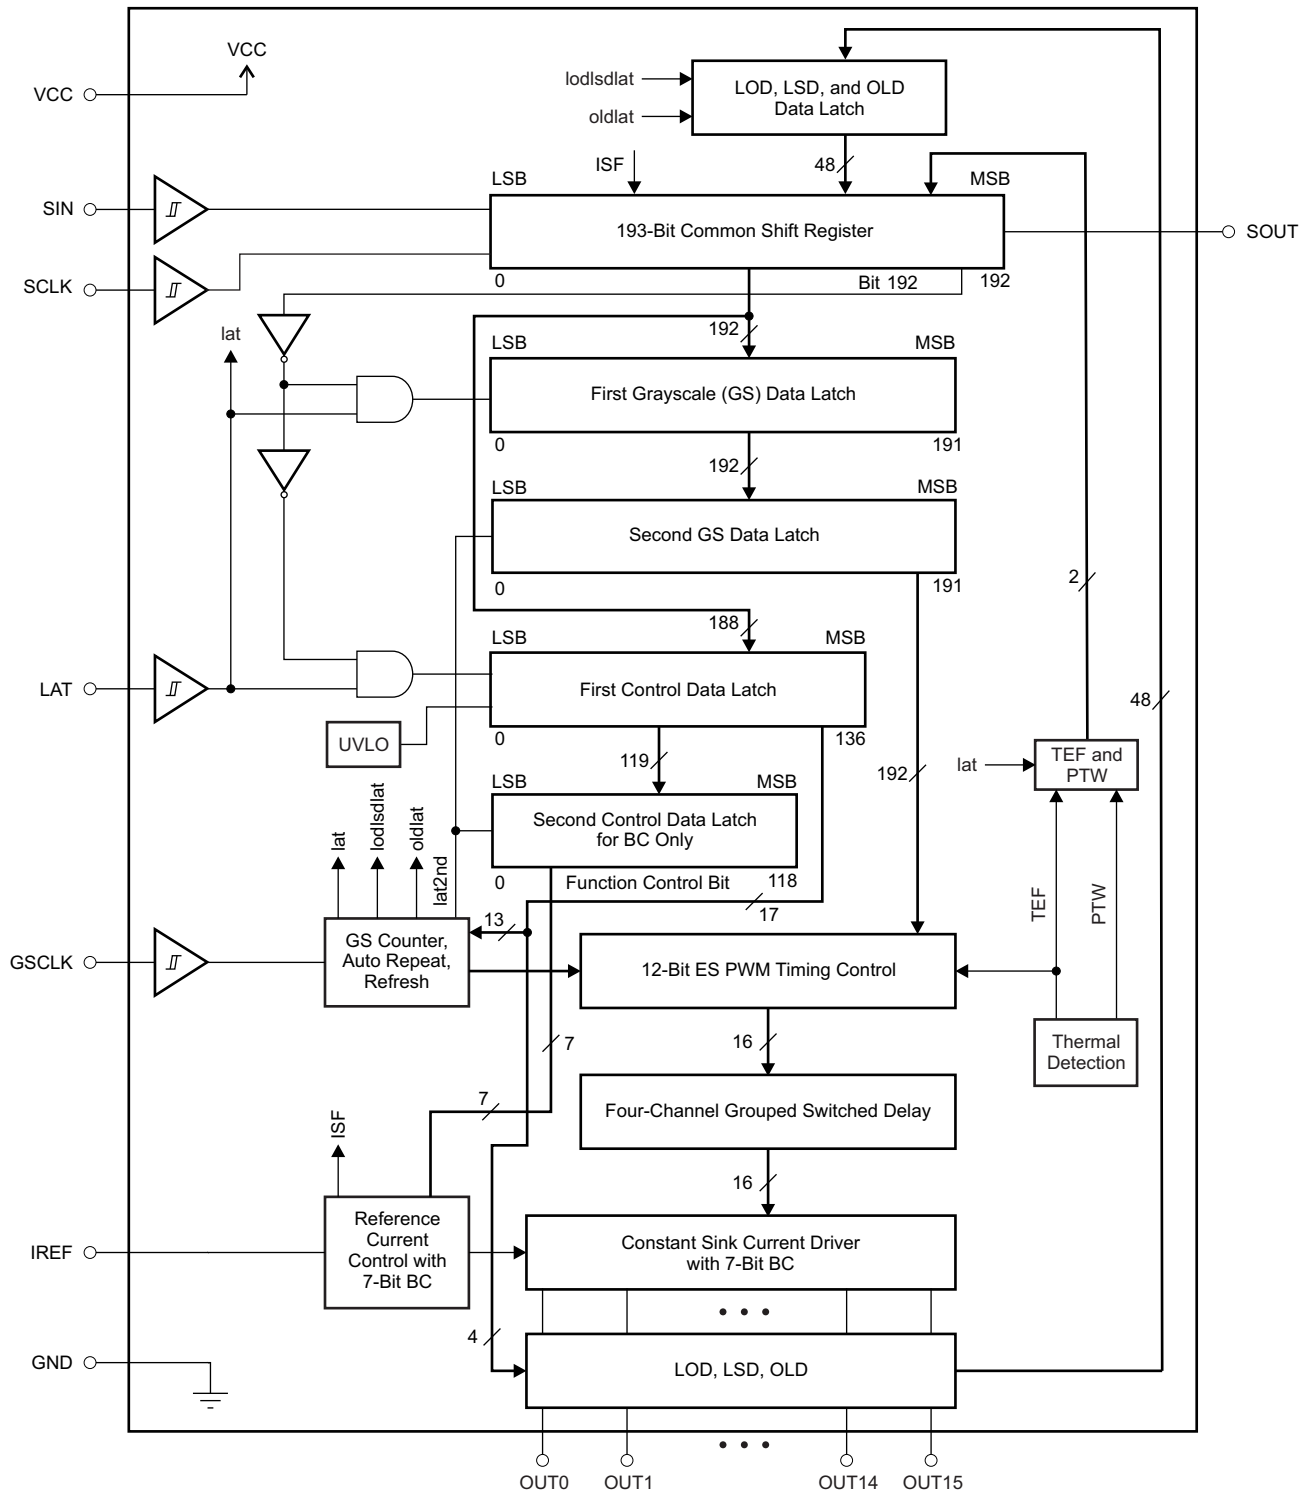 VCC
VCC
lodlsdlat
oldlat
LOD, LSD, and OLD
Data Latch
ISF
48
LSB
MSB
SIN
193-Bit Common Shift Register
SOUT
SCLK
0
Bit 192
192
lat
192
LSB
MSB
First Grayscale (GS) Data Latch
0
191
192
LSB
MSB
Second GS Data Latch
0
191
2
188
LSB
MSB
LAT
First Control Data Latch
48
UVLO
0
136
119
192
lat
TEF and
PTW
LSB
MSB
lat
lodlsdlat
oldlat
lat2nd
Second Control Data Latch
for BC Only
0
Function Control Bit
118
17
13
TEF
PTW
GSCLK
GS Counter,
Auto Repeat,
Refresh
12-Bit ES PWM Timing Control
7
16
Thermal
Detection
7
ISF
Four-Channel Grouped Switched Delay
16
IREF
Reference
Current
Control with
7-Bit BC
Constant Sink Current Driver
with 7-Bit BC
• • •
4
GND
LOD, LSD, OLD
• • •
OUT0
OUT1
OUT14
OUT15